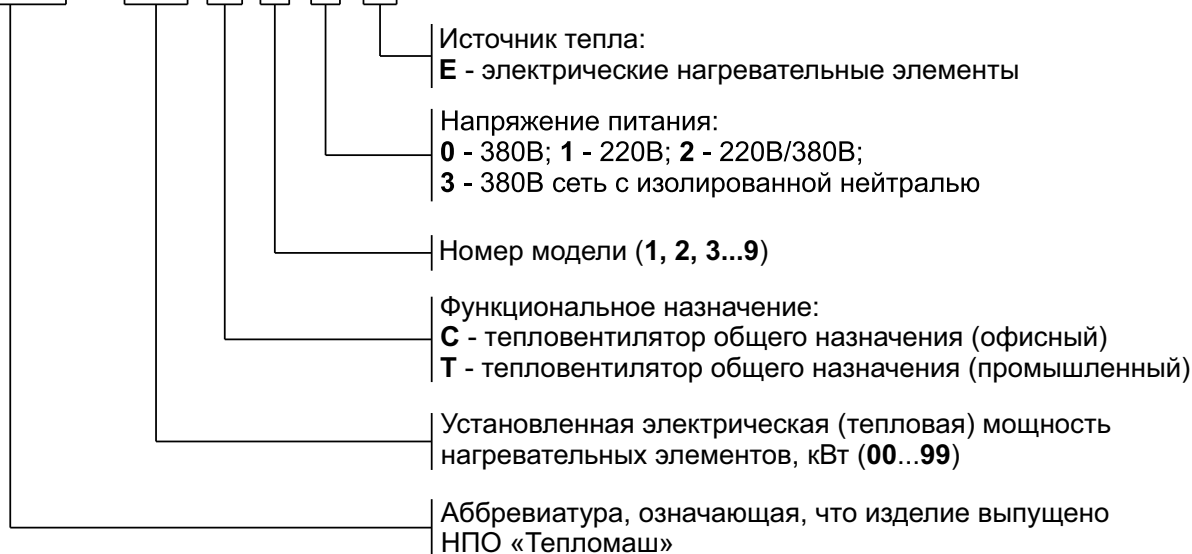 Источник тепла:
Е - электрические нагревательные элементы
Напряжение питания:
0 - 380В; 1 - 220В; 2 - 220В/380В;
3 - 380В сеть с изолированной нейтралью
Номер модели (1, 2, 3...9)
Функциональное назначение:
С - тепловентилятор общего назначения (офисный)
Т - тепловентилятор общего назначения (промышленный)
Установленная электрическая (тепловая) мощность
нагревательных элементов, кВт (00...99)
Аббревиатура, означающая, что изделие выпущено
НПО «Тепломаш»